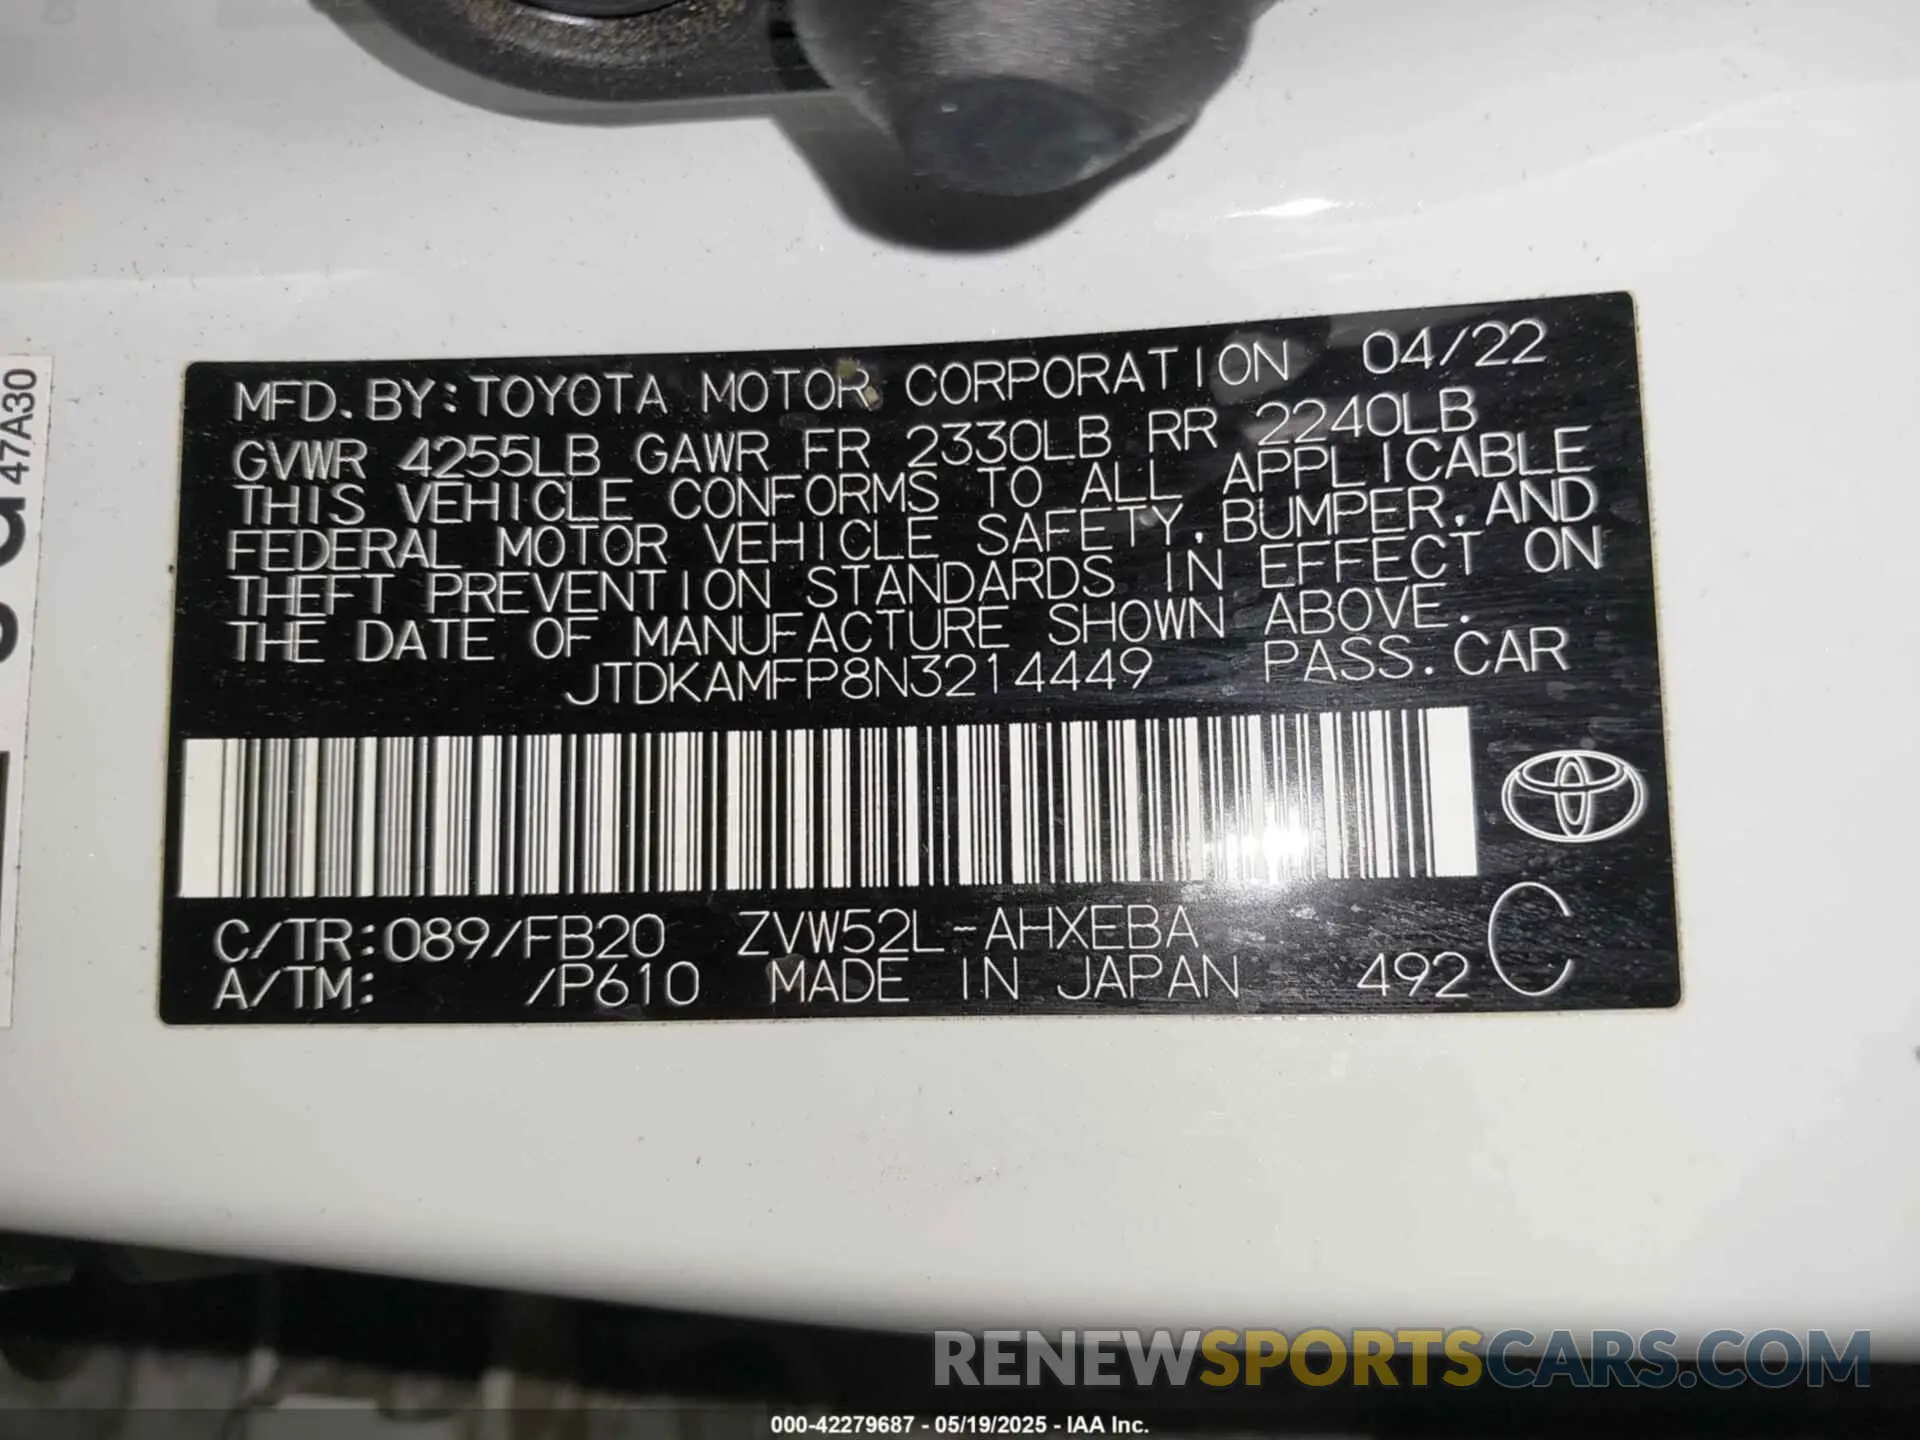 47A30
MFD. BY: TOYOTA MOTOR CORPORATION 04/22
GVWR 4255LB GAWR FR 2330LB RR 2240LB
THIS VEHICLE CONFORMS TO ALL APPLICABLE
FEDERAL MOTOR VEHICLE SAFETY, BUMPER, AND
THEFT PREVENTION STANDARDS IN EFFECT ON
THE DATE OF MANUFACTURE SHOWN ABOVE.
JTDKAMFP8N3214449 PASS. CAR
C/TR:089/FB20 ZVW52L-AHXEBA C
A/TM: /P610 MADE IN JAPAN 492
RENEWSPORTSCARS.COM
000-42279687 - 05/19/2025 - IAA Inc.